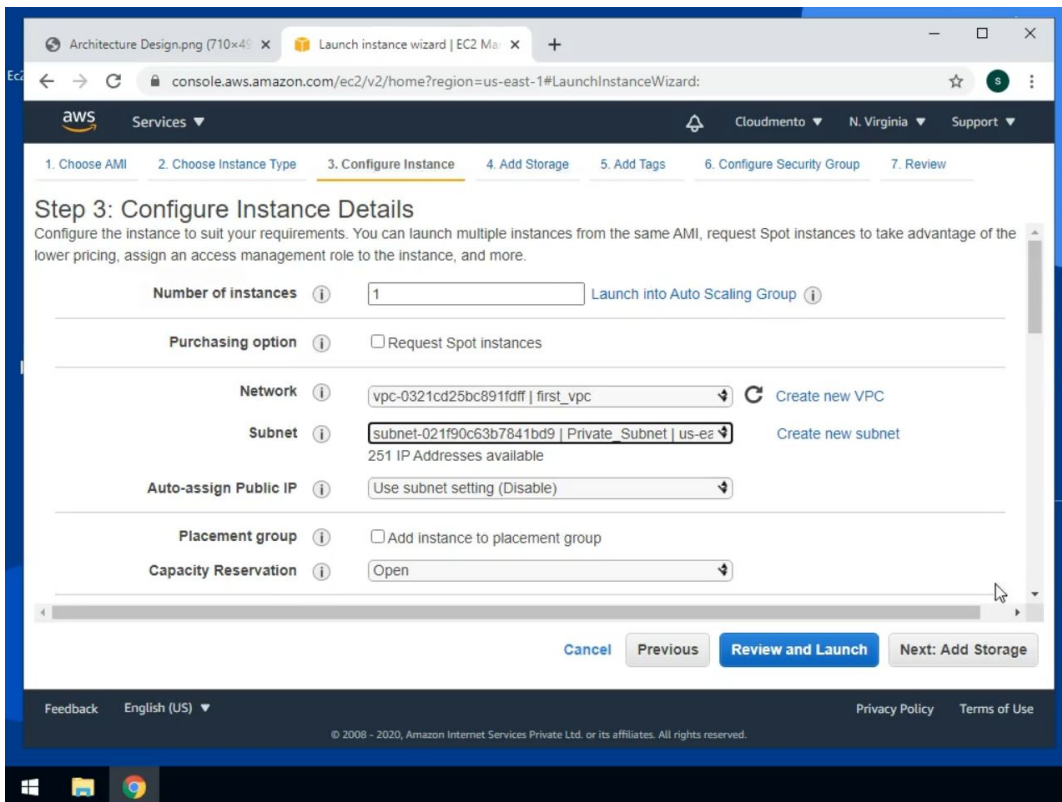 Architecture Design.png (710×49
Launch instance wizard | EC2 Ma
Ec2
console.aws.amazon.com/ec2/v2/home?region=us-east-1#LaunchInstanceWizard:
S
aws
Services
Cloudmento
N. Virginia
Support
1. Choose AMI
2. Choose Instance Type
3. Configure Instance
4. Add Storage
5. Add Tags
6. Configure Security Group
7. Review
Step 3: Configure Instance Details
Configure the instance to suit your requirements. You can launch multiple instances from the same AMI, request Spot instances to take advantage of the
lower pricing, assign an access management role to the instance, and more.
Number of instances
1
Launch into Auto Scaling Group
Purchasing option
Request Spot instances
Network
vpc-0321cd25bc891fdff | first_vpc
Create new VPC
Subnet
subnet-021f90c63b7841bd9 | Private_Subnet | us-ea
Create new subnet
251 IP Addresses available
Auto-assign Public IP
Use subnet setting (Disable)
Placement group
Add instance to placement group
Capacity Reservation
Open
Cancel
Previous
Review and Launch
Next: Add Storage
Feedback
English (US)
Privacy Policy
Terms of Use
© 2008 - 2020, Amazon Internet Services Private Ltd. or its affiliates. All rights reserved.